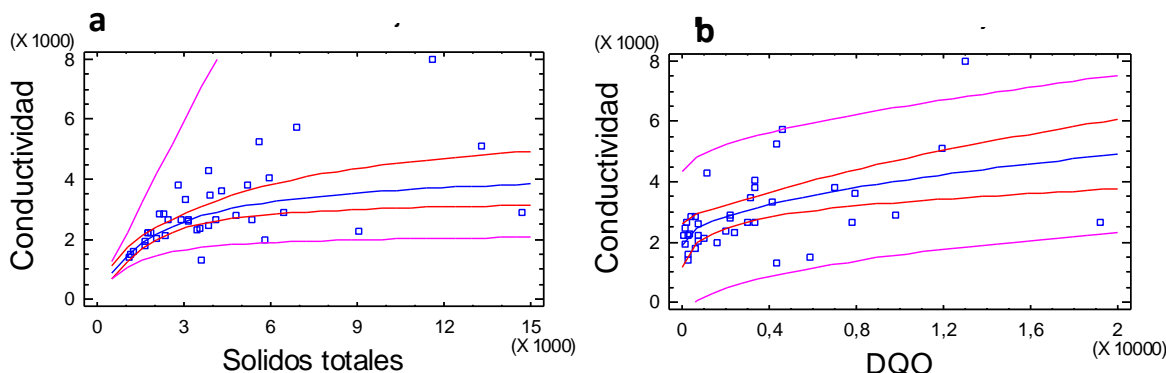 a
(X 1000)
8
6
4
2
0
Conductividad
0 3 6 9 12 15
(X 1000)
Solidos totales
b
(X 1000)
8
6
4
2
0
Conductividad
0 0,4 0,8 1,2 1,6 2
(X 10000)
DQO